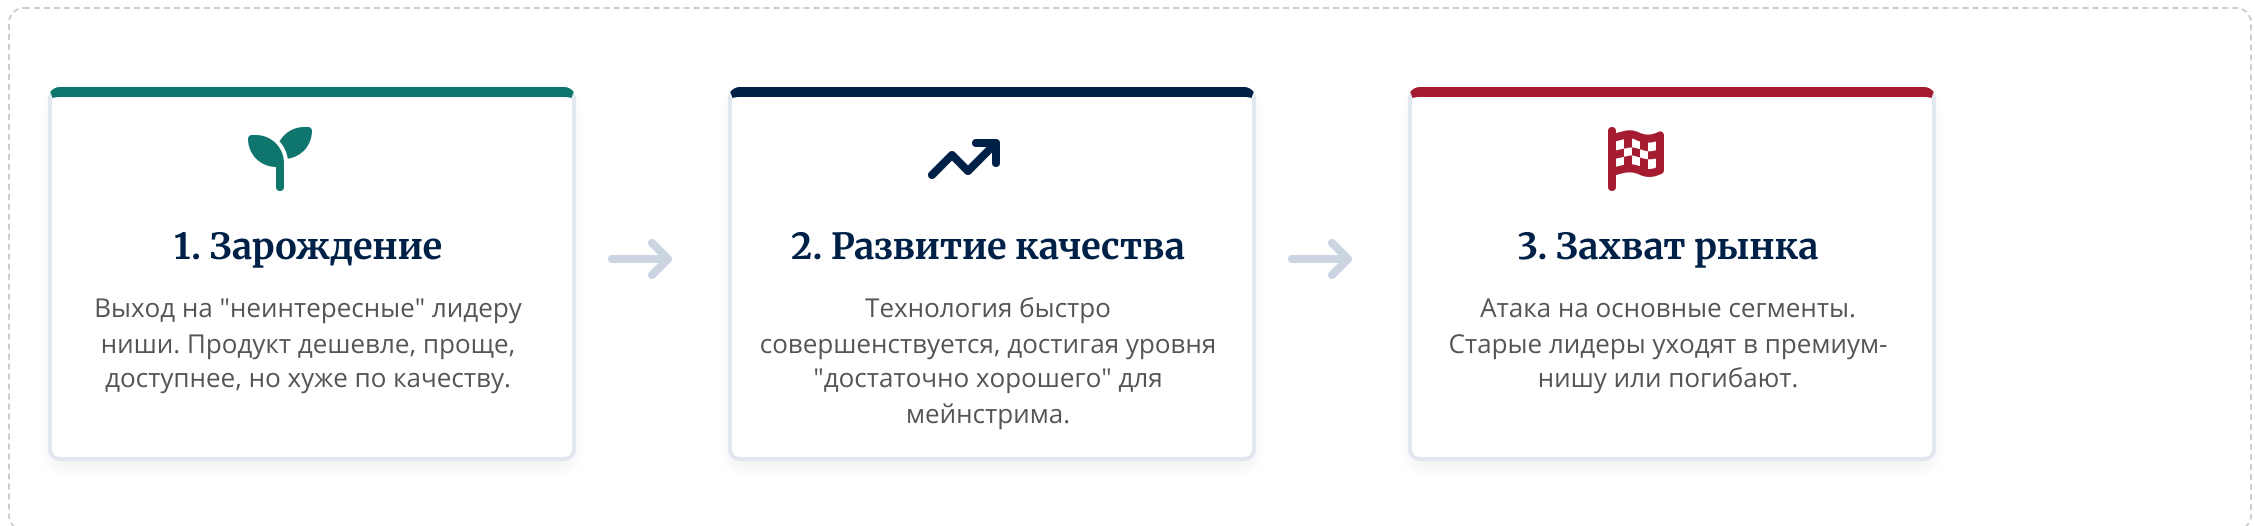 1. Зарождение
Выход на "неинтересные" лидеру
ниши. Продукт дешевле, проще,
доступнее, но хуже по качеству.
2. Развитие качества
Технология быстро
совершенствуется, достигая уровня
"достаточно хорошего" для
мейнстрима.
3. Захват рынка
Атака на основные сегменты.
Старые лидеры уходят в премиум-
нишу или погибают.